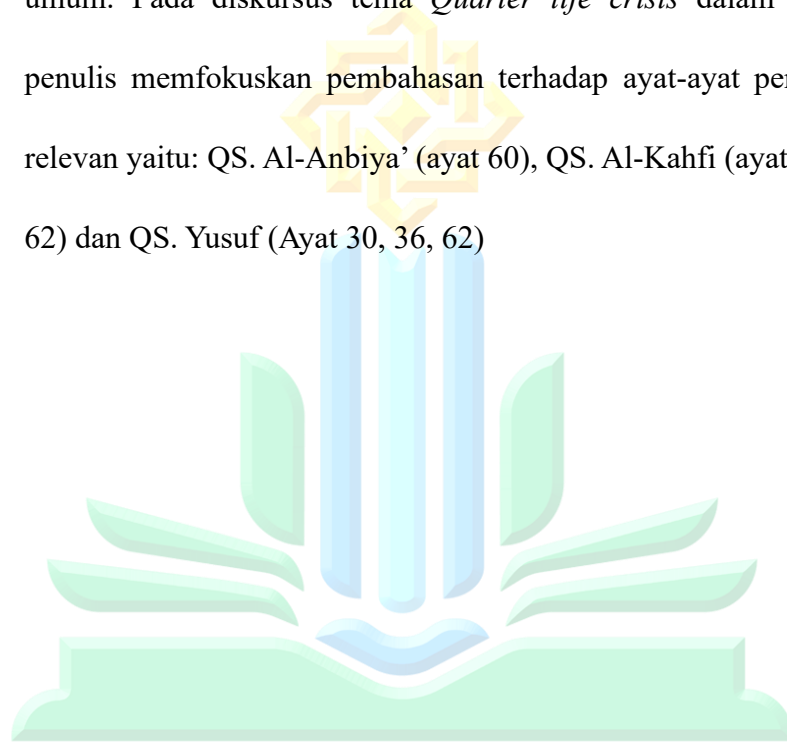 umum. Pada diskursus tema Quarter life crisis dalam
penulis memfokuskan pembahasan terhadap ayat-ayat
relevan yaitu: QS. Al-Anbiya’ (ayat 60), QS. Al-Kahfi (ayat
62) dan QS. Yusuf (Ayat 30, 36, 62)